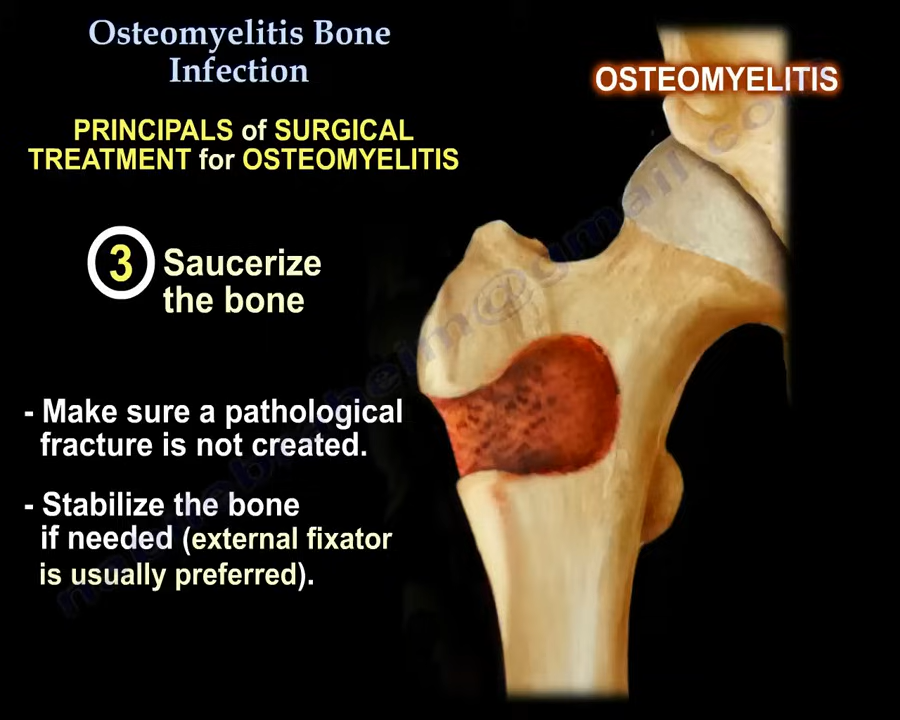 Osteomyelitis Bone
Infection
OSTEOMYELITIS
PRINCIPALS of SURGICAL
TREATMENT for OSTEOMYELITIS
3 Saucerize
the bone
- Make sure a pathological
fracture is not created.
- Stabilize the bone
if needed (external fixator
is usually preferred).